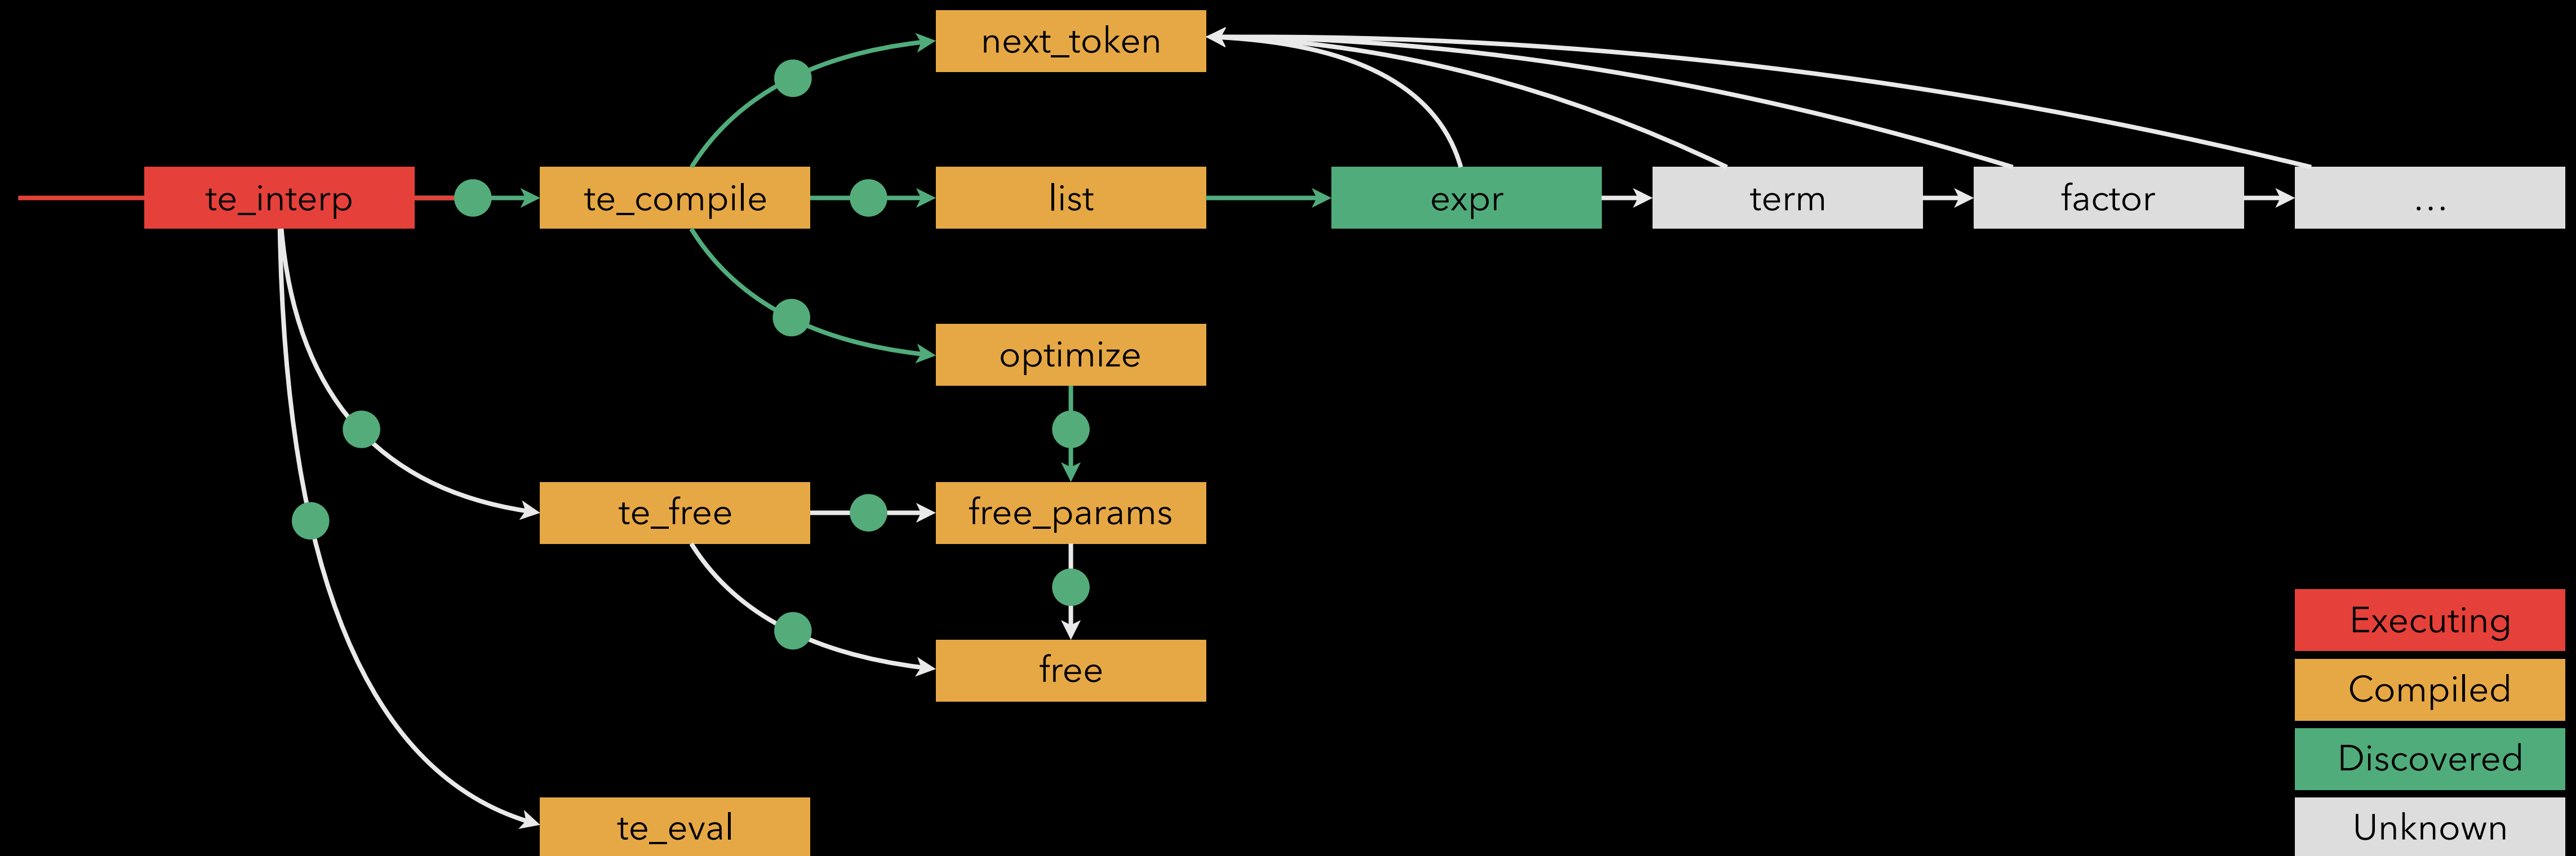 next_token
te_interp
te_compile
list
expr
term
factor
...
optimize
te_free
free_params
free
te_eval
Executing
Compiled
Discovered
Unknown